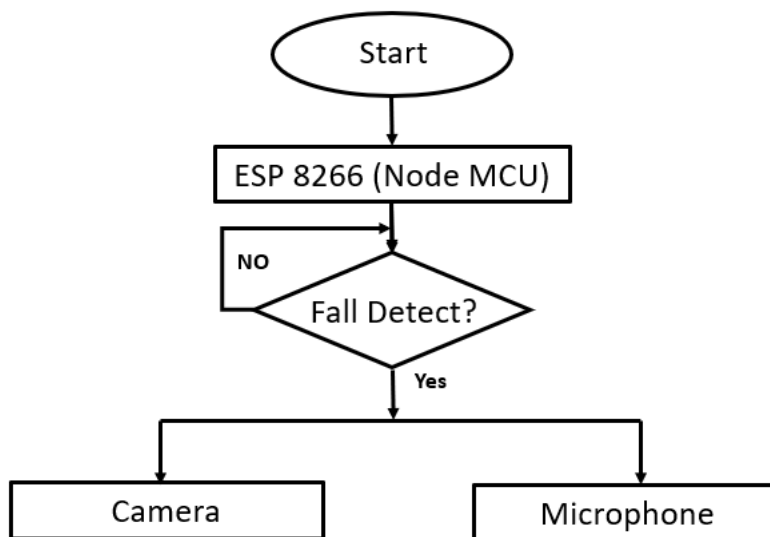 Start
ESP 8266 (Node MCU)
NO
Fall Detect?
Yes
Camera
Microphone